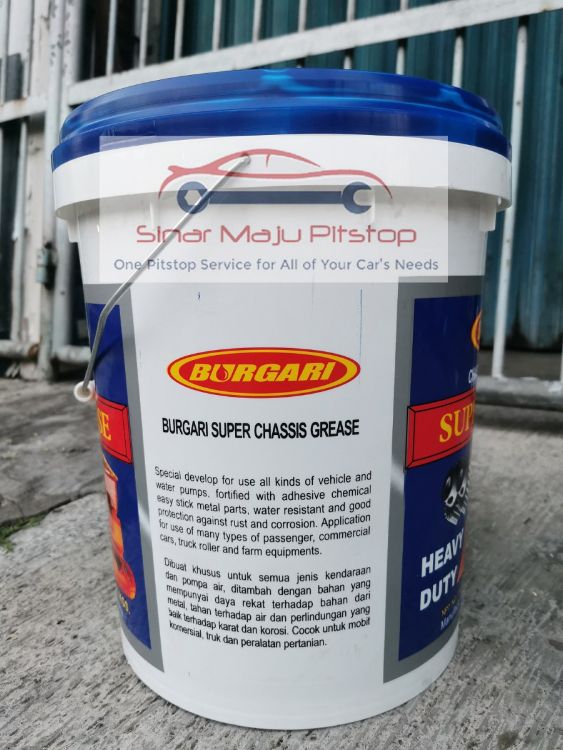 Sinar Maju Pitstop
One Pitstop Service for All of Your Car's Needs
BURGARI
BURGARI SUPER CHASSIS GREASE
Special develop for use all kinds of vehicle and
water pumps, fortified with adhesive chemical
easy stick metal parts, water resistant and good
protection against rust and corrosion. Application
for use of many types of passenger, commercial
cars, truck roller and farm equipments.
Dibuat khusus untuk semua jenis kendaraan
dan pompa air, ditambah dengan bahan yang
mempunyai daya rekat terhadap bahan dari
metal, tahan terhadap air dan perlindungan yang
baik terhadap karat dan korosi. Cocok untuk mobil
komersial, truk dan peralatan pertanian.
SE
SUP
HEAVY
DUTY